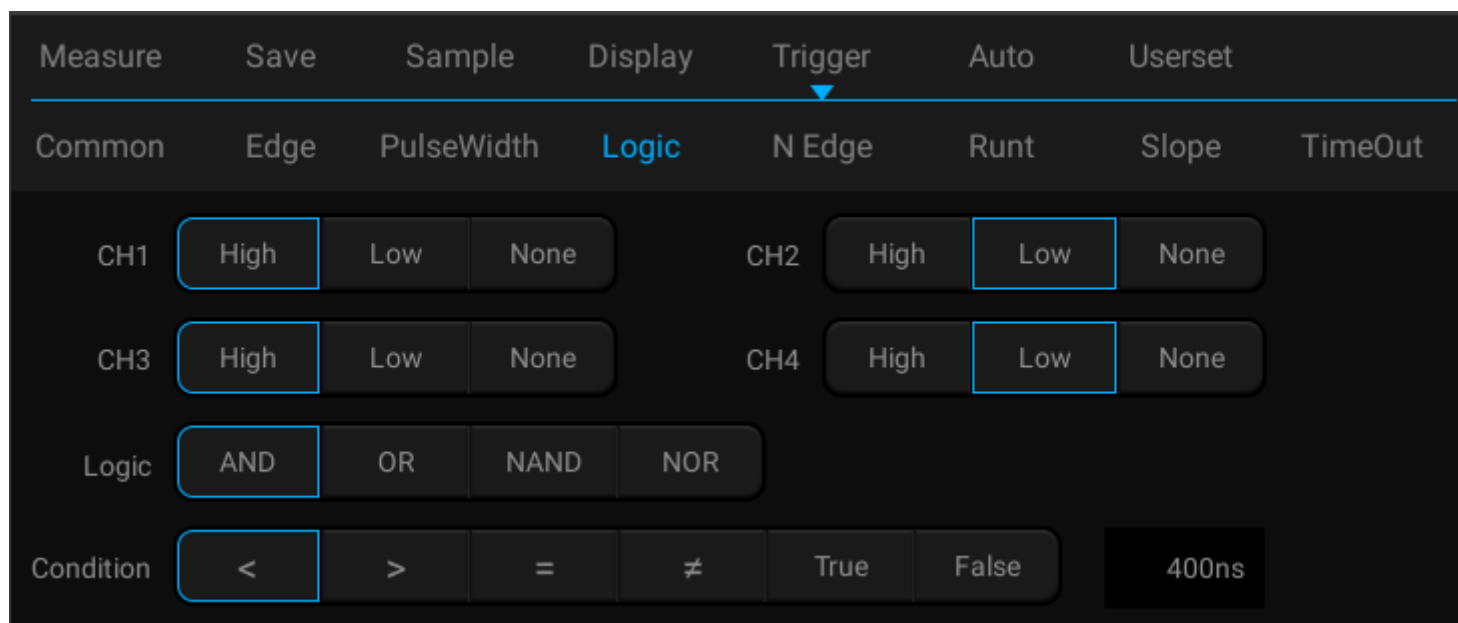 Measure Save Sample Display Trigger Auto Userset
Common Edge PulseWidth Logic N Edge Runt Slope TimeOut
CH1 High Low None CH2 High Low None
CH3 High Low None CH4 High Low None
Logic AND OR NAND NOR
Condition < > = ≠ True False 400ns